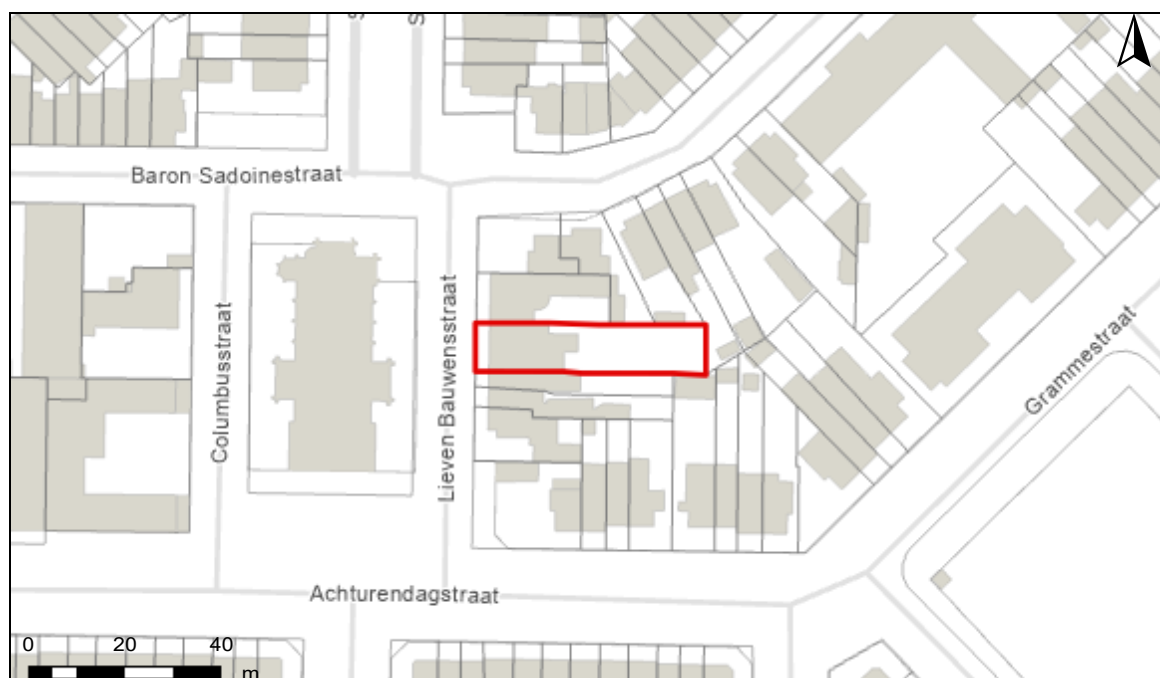 Baron Sadoinestraat
Columbusstraat
Lieven Bauwensstraat
Grammestraat
Achturendagstraat
0 20 40
m